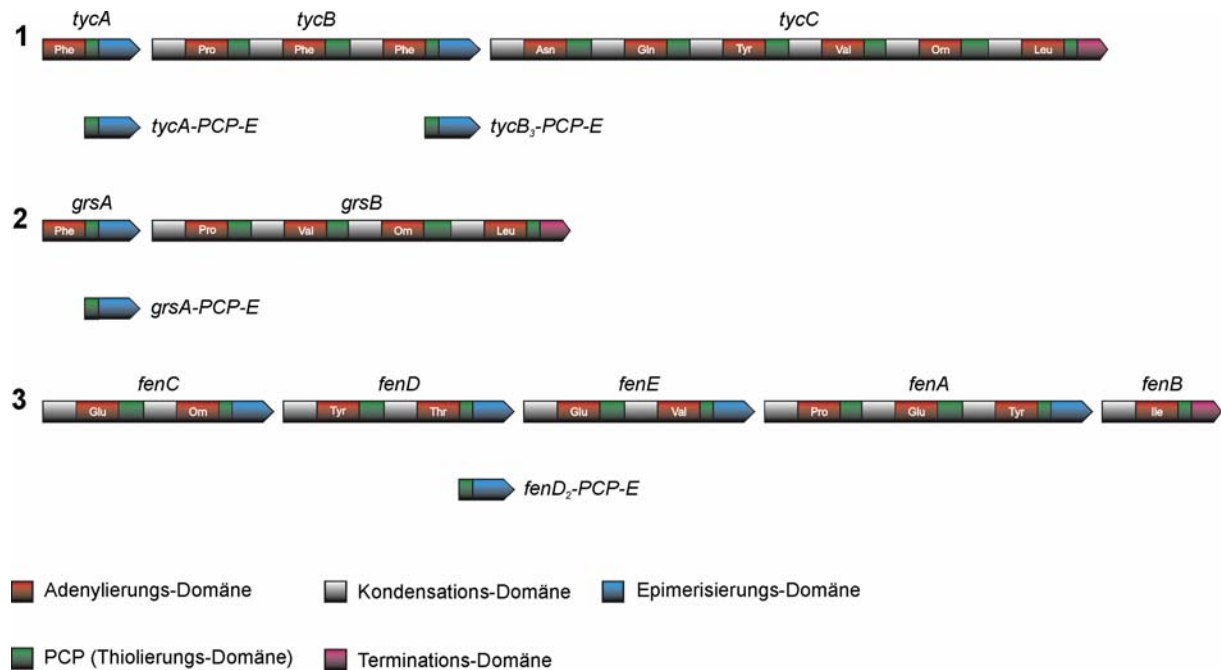 tycA tycB tycC
1 Phe Pro Phe Phe Asn Gln Tyr Val Orn Leu
tycA-PCP-E tycB3-PCP-E
grsA grsB
2 Phe Pro Val Orn Leu
grsA-PCP-E
fenC fenD fenE fenA fenB
3 Glu Orn Tyr Thr Glu Val Pro Glu Tyr Ile
fenD2-PCP-E
Adenylierungs-Domäne Kondensations-Domäne Epimerisierungs-Domäne
PCP (Thiolierungs-Domäne) Terminations-Domäne